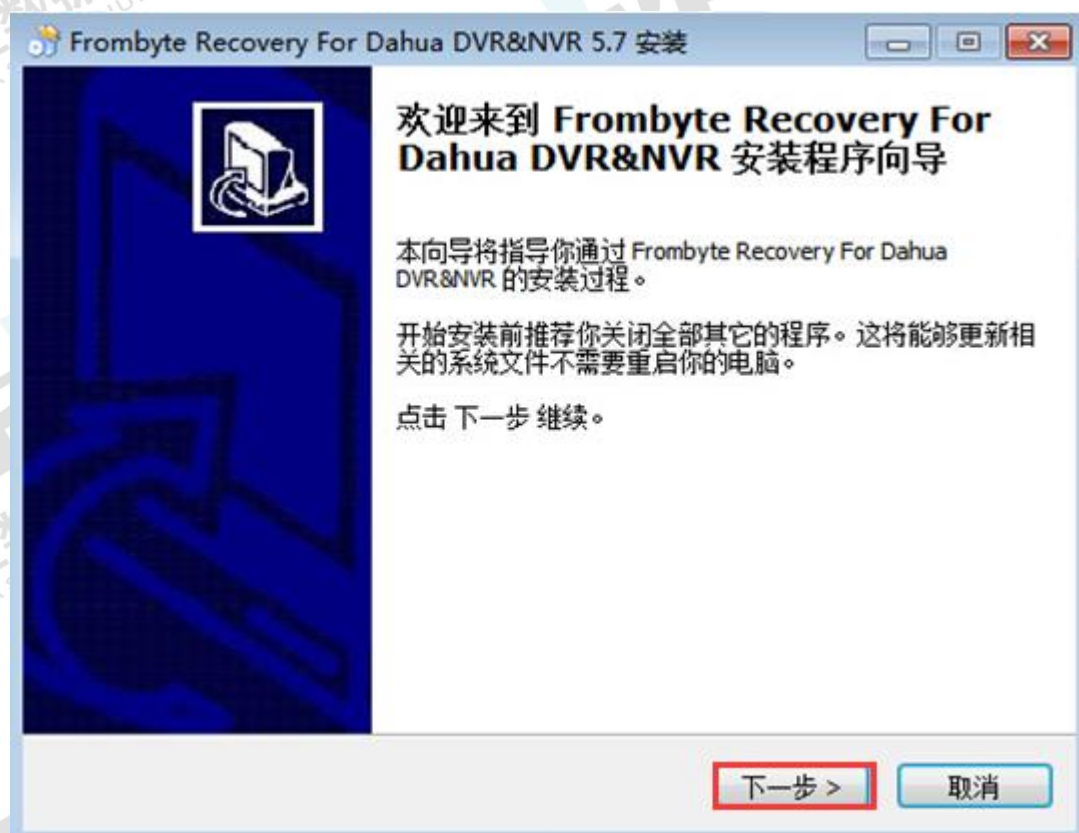 Frombyte Recovery For Dahua DVR&NVR 5.7 安装
欢迎来到 Frombyte Recovery For
Dahua DVR&NVR 安装程序向导
本向导将指导你通过 Frombyte Recovery For Dahua
DVR&NVR 的安装过程。
开始安装前推荐你关闭全部其它的程序。这将能够更新相
关的系统文件不需要重启你的电脑。
点击 下一步 继续。
下一步 >
取消